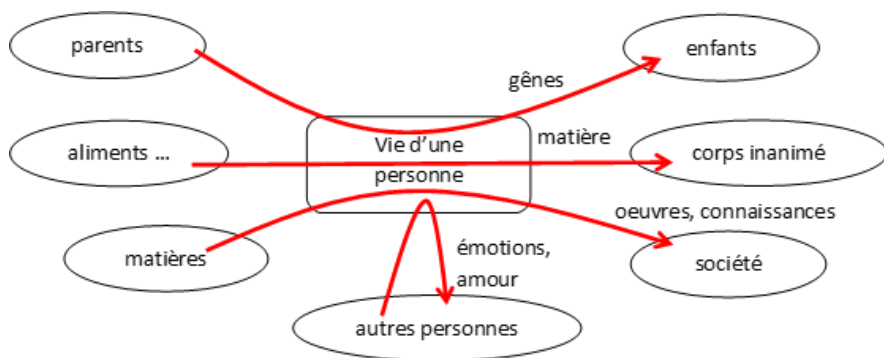 parents
enfants
gênes
aliments ...
Vie d'une
personne
matière
corps inanimé
matières
oeuvres, connaissances
société
émotions,
amour
autres personnes